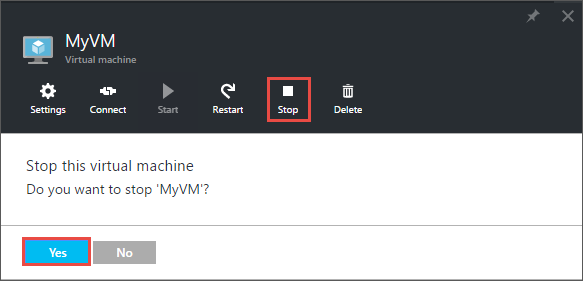 MyVM
Virtual machine
Settings Connect Start Restart Stop Delete
Stop this virtual machine
Do you want to stop 'MyVM'?
Yes No